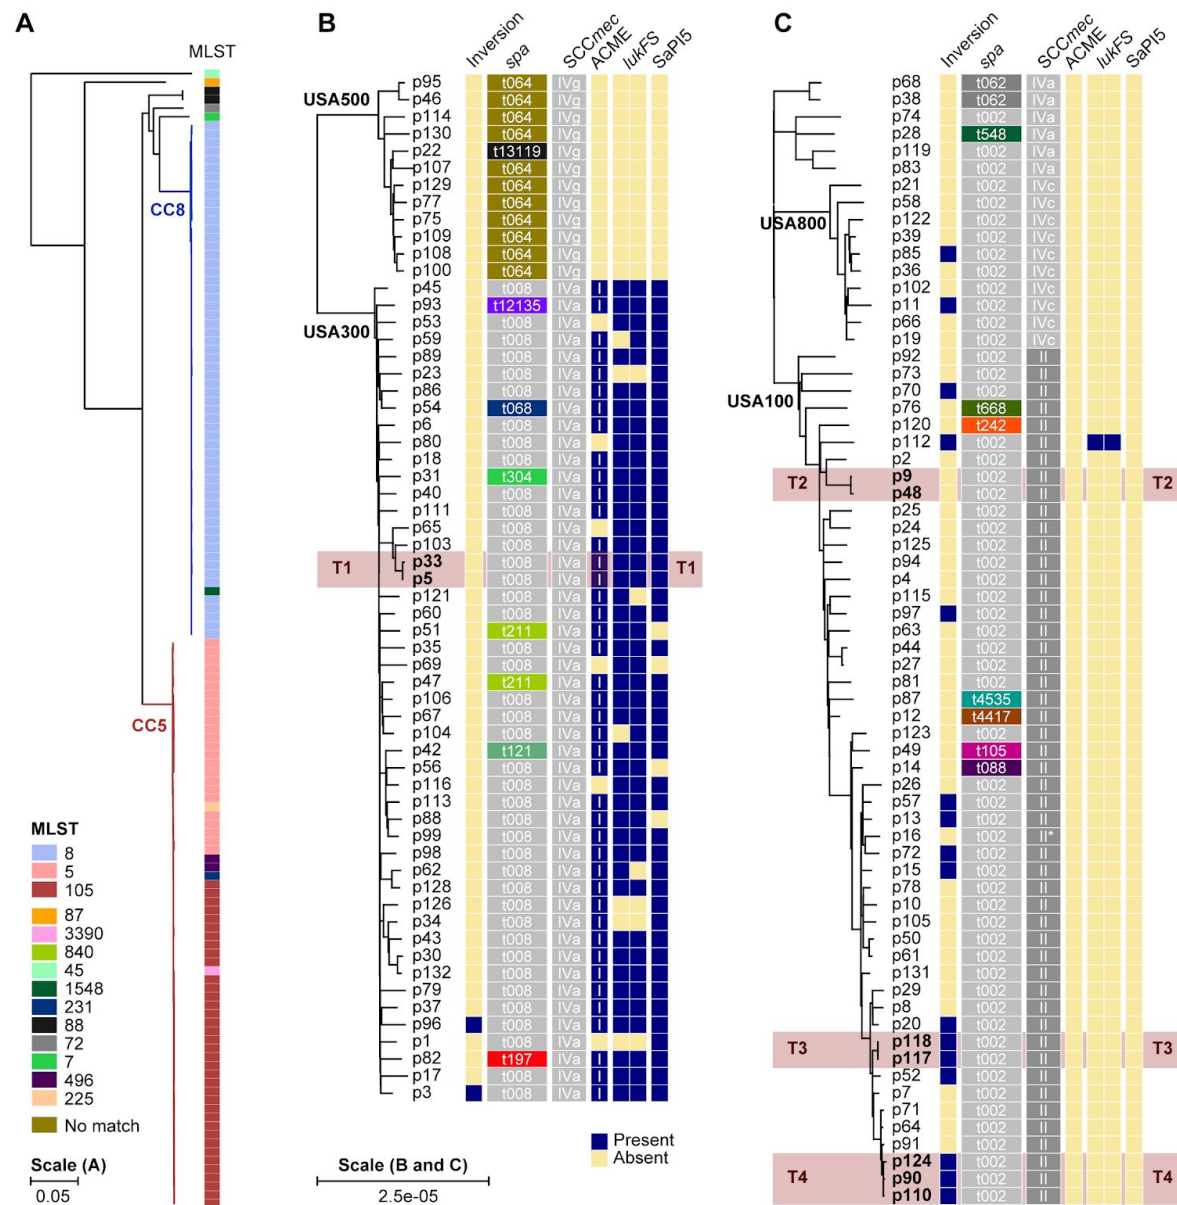 A
MLST
CC8
CC5
MLST
8
5
105
87
3390
840
45
1548
231
88
72
7
496
225
No match
Scale (A)
0.05
B
Inversion
spa
SCCmec
ACME
lukFS
SaPI5
USA500
USA300
p95 t064 IVg
p46 t064 IVg
p114 t064 IVg
p130 t064 IVg
p22 t13119 IVg
p107 t064 IVg
p129 t064 IVg
p77 t064 IVg
p75 t064 IVg
p109 t064 IVg
p108 t064 IVg
p100 t064 IVg
p45 t008 IVa I
p93 t12135 IVa I
p53 t008 IVa
p59 t008 IVa I
p89 t008 IVa I
p23 t008 IVa I
p86 t008 IVa I
p54 t068 IVa I
p6 t008 IVa I
p80 t008 IVa
p18 t008 IVa I
p31 t304 IVa I
p40 t008 IVa I
p111 t008 IVa I
p65 t008 IVa
p103 t008 IVa I
T1 p33 t008 IVa I T1
p5 t008 IVa I
p121 t008 IVa I
p60 t008 IVa I
p51 t211 IVa I
p35 t008 IVa I
p69 t008 IVa
p47 t211 IVa I
p106 t008 IVa I
p67 t008 IVa I
p104 t008 IVa I
p42 t121 IVa I
p56 t008 IVa I
p116 t008 IVa
p113 t008 IVa I
p88 t008 IVa I
p99 t008 IVa I
p98 t008 IVa I
p62 t008 IVa I
p128 t008 IVa I
p126 t008 IVa I
p34 t008 IVa I
p43 t008 IVa I
p30 t008 IVa I
p132 t008 IVa I
p79 t008 IVa I
p37 t008 IVa I
p96 t008 IVa I
p1 t008 IVa
p82 t197 IVa I
p17 t008 IVa I
p3 t008 IVa I
Scale (B and C)
2.5e-05
Present
Absent
C
Inversion
spa
SCCmec
ACME
lukFS
SaPI5
USA800
USA100
p68 t062 IVa
p38 t062 IVa
p74 t002 IVa
p28 t548 IVa
p119 t002 IVa
p83 t002 IVa
p21 t002 IVc
p58 t002 IVc
p122 t002 IVc
p39 t002 IVc
p85 t002 IVc
p36 t002 IVc
p102 t002 IVc
p11 t002 IVc
p66 t002 IVc
p19 t002 IVc
p92 t002 II
p73 t002 II
p70 t002 II
p76 t668 II
p120 t242 II
p112 t002 II
p2 t002 II
T2 p9 t002 II T2
p48 t002 II
p25 t002 II
p24 t002 II
p125 t002 II
p94 t002 II
p4 t002 II
p115 t002 II
p97 t002 II
p63 t002 II
p44 t002 II
p27 t002 II
p81 t002 II
p87 t4535 II
p12 t4417 II
p123 t002 II
p49 t105 II
p14 t088 II
p26 t002 II
p57 t002 II
p13 t002 II
p16 t002 II*
p72 t002 II
p15 t002 II
p78 t002 II
p10 t002 II
p105 t002 II
p50 t002 II
p61 t002 II
p131 t002 II
p29 t002 II
p8 t002 II
p20 t002 II
T3 p118 t002 II T3
p117 t002 II
p52 t002 II
p7 t002 II
p71 t002 II
p64 t002 II
p91 t002 II
p124 t002 II
T4 p90 t002 II T4
p110 t002 II